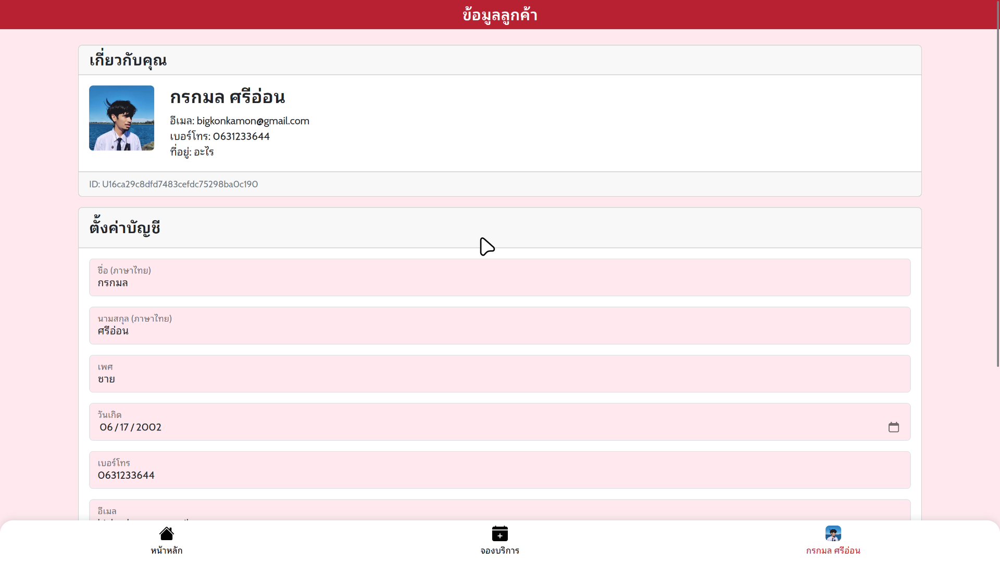 ข้อมูลลูกค้า
เกี่ยวกับคุณ
กรกมล ศรีอ่อน
อีเมล: bigkonkamon@gmail.com
เบอร์โทร: 0631233644
ที่อยู่: อะไร
ID: U16ca29c8dfd7483cefdc75298ba0c190
ตั้งค่าบัญชี
ชื่อ (ภาษาไทย)
กรกมล
นามสกุล (ภาษาไทย)
ศรีอ่อน
เพศ
ชาย
วันเกิด
06/17/2002
เบอร์โทร
0631233644
อีเมล
หน้าหลัก
จองบริการ
กรกมล ศรีอ่อน